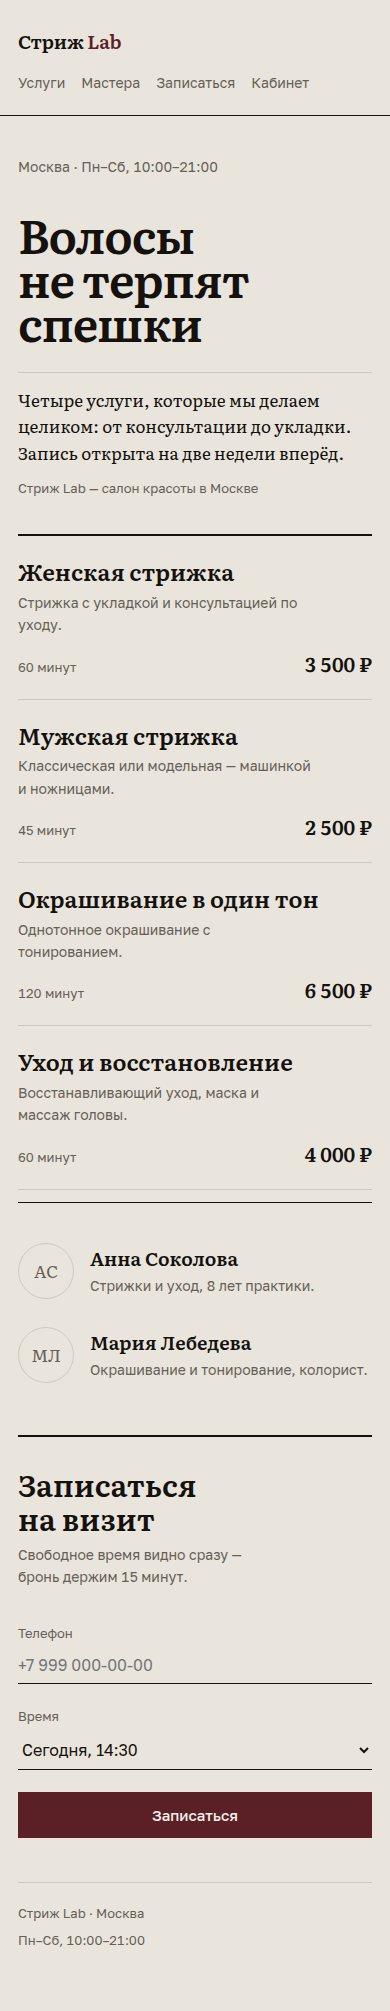 Стриж Lab
Услуги Мастера Записаться Кабинет
Москва · Пн–Сб, 10:00–21:00
Волосы
не терпят
спешки
Четыре услуги, которые мы делаем
целиком: от консультации до укладки.
Запись открыта на две недели вперёд.
Стриж Lab — салон красоты в Москве
Женская стрижка
Стрижка с укладкой и консультацией по
уходу.
60 минут 3 500 ₽
Мужская стрижка
Классическая или модельная — машинкой
и ножницами.
45 минут 2 500 ₽
Окрашивание в один тон
Однотонное окрашивание с
тонированием.
120 минут 6 500 ₽
Уход и восстановление
Восстанавливающий уход, маска и
массаж головы.
60 минут 4 000 ₽
АС
Анна Соколова
Стрижки и уход, 8 лет практики.
МЛ
Мария Лебедева
Окрашивание и тонирование, колорист.
Записаться
на визит
Свободное время видно сразу —
бронь держим 15 минут.
Телефон
+7 999 000-00-00
Время
Сегодня, 14:30
Записаться
Стриж Lab · Москва
Пн–Сб, 10:00–21:00